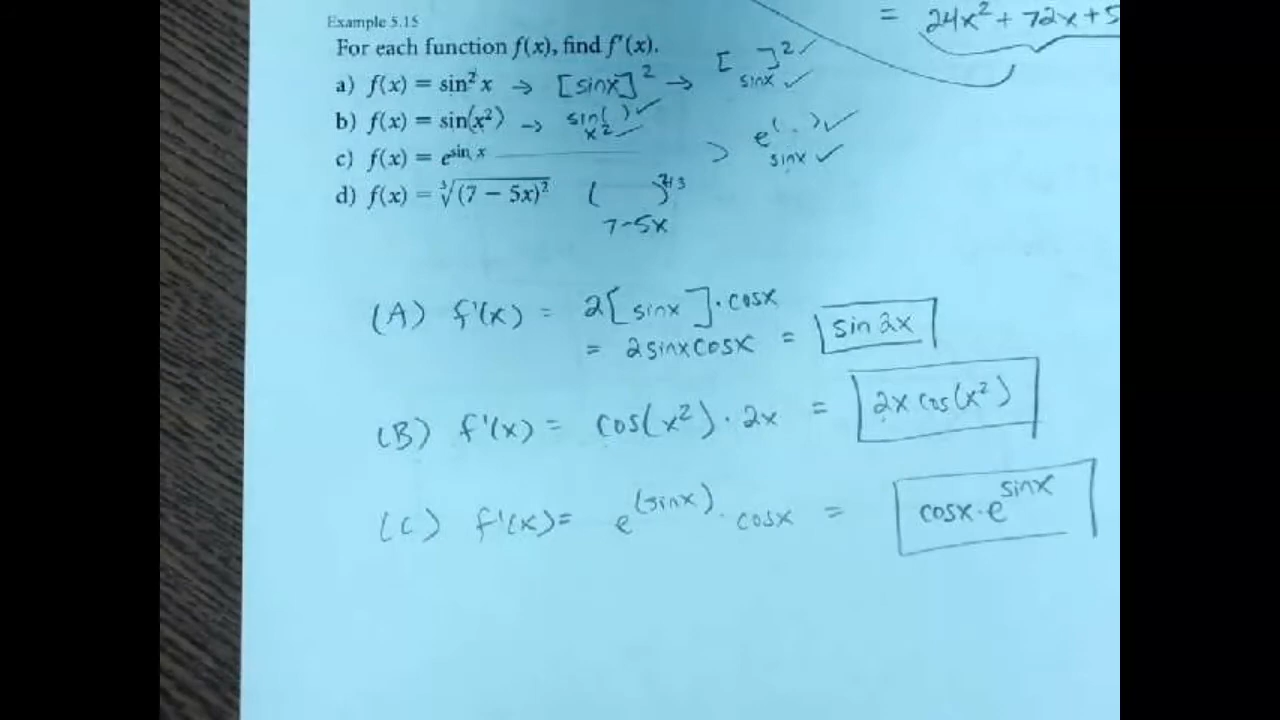 = 24x² + 72x + 5
Example 5.15
For each function f(x), find f'(x).
a) f(x) = sin² x → [sinx]² → [ ]² ✓
sinx ✓
b) f(x) = sin(x²) → sin( ) ✓
x² ✓
c) f(x) = e^(sin x) > e^( . ) ✓
sinx ✓
d) f(x) = ∛(7 − 5x)² ( )^2/3
7-5x
(A) f'(x) = 2[sinx]·cosx
= 2sinxcosx = sin 2x
(B) f'(x) = cos(x²)·2x = 2x cos(x²)
(C) f'(x) = e^(sinx)·cosx = cosx·e^sinx